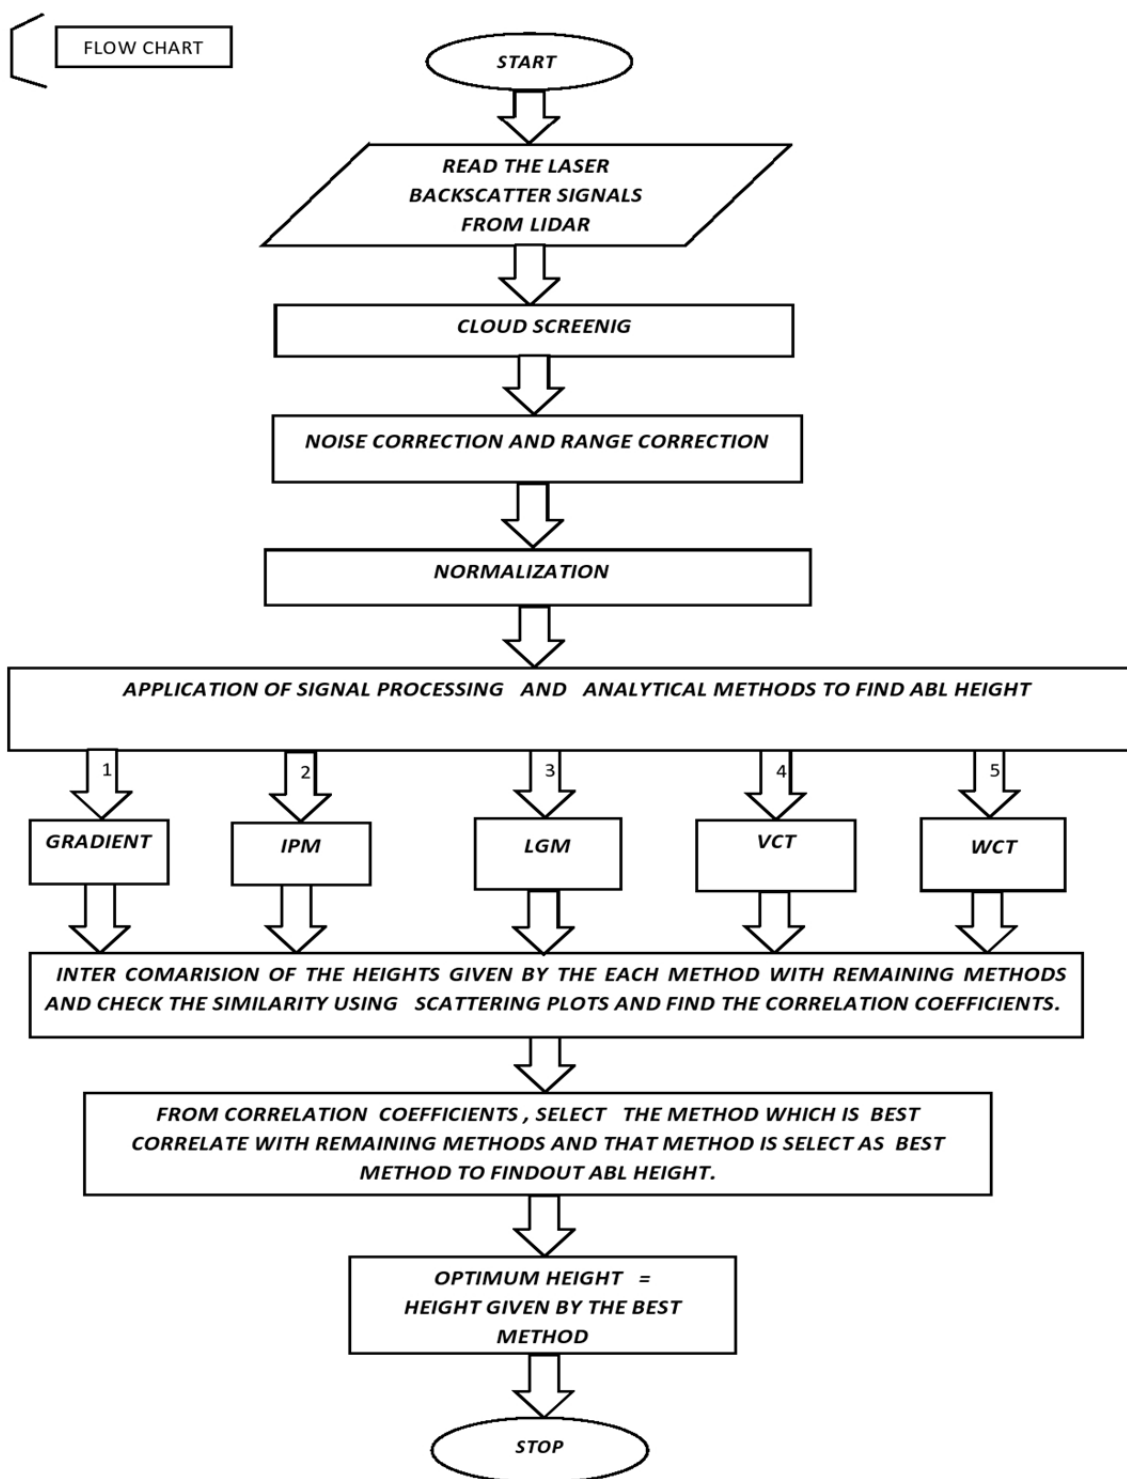 FLOW CHART
START
READ THE LASER
BACKSCATTER SIGNALS
FROM LIDAR
CLOUD SCREENIG
NOISE CORRECTION AND RANGE CORRECTION
NORMALIZATION
APPLICATION OF SIGNAL PROCESSING AND ANALYTICAL METHODS TO FIND ABL HEIGHT
1 2 3 4 5
GRADIENT IPM LGM VCT WCT
INTER COMARISION OF THE HEIGHTS GIVEN BY THE EACH METHOD WITH REMAINING METHODS
AND CHECK THE SIMILARITY USING SCATTERING PLOTS AND FIND THE CORRELATION COEFFICIENTS.
FROM CORRELATION COEFFICIENTS , SELECT THE METHOD WHICH IS BEST
CORRELATE WITH REMAINING METHODS AND THAT METHOD IS SELECT AS BEST
METHOD TO FINDOUT ABL HEIGHT.
OPTIMUM HEIGHT =
HEIGHT GIVEN BY THE BEST
METHOD
STOP